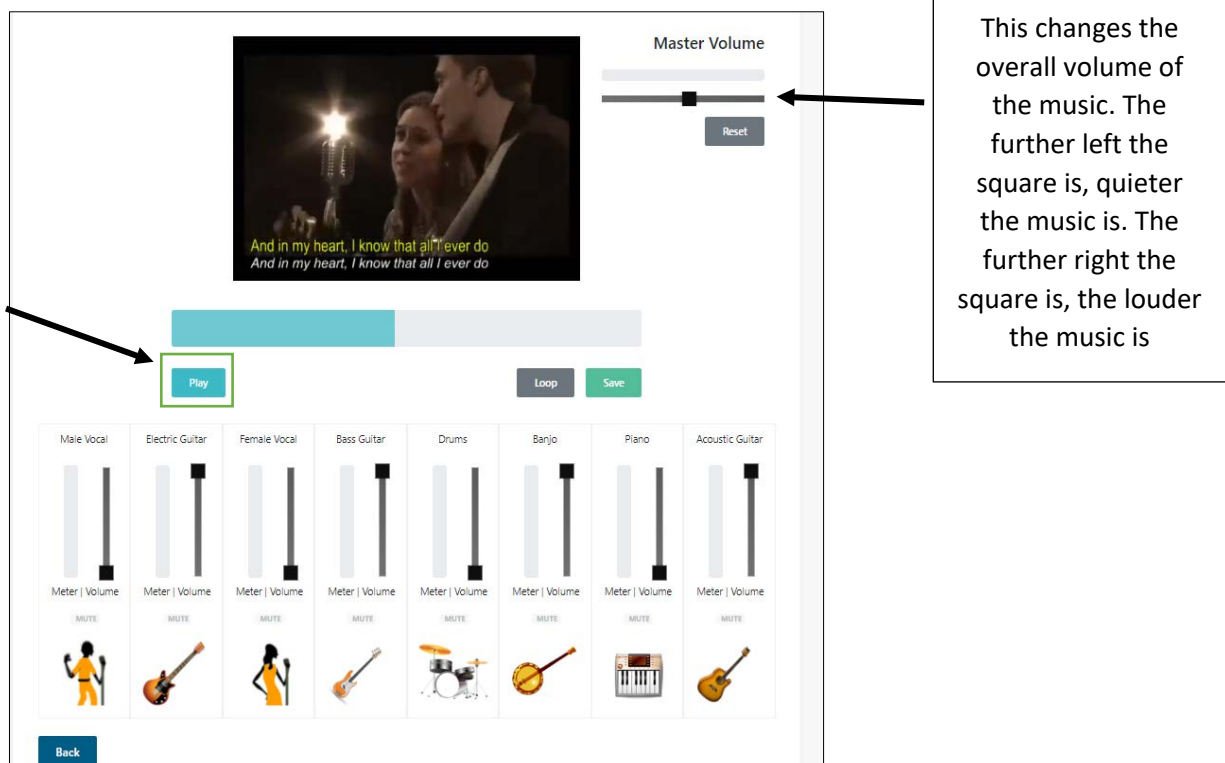 Master Volume
Reset
And in my heart, I know that all I ever do
And in my heart, I know that all I ever do
Play
Loop
Save
Male Vocal
Electric Guitar
Female Vocal
Bass Guitar
Drums
Banjo
Piano
Acoustic Guitar
Meter | Volume
Meter | Volume
Meter | Volume
Meter | Volume
Meter | Volume
Meter | Volume
Meter | Volume
Meter | Volume
MUTE
MUTE
MUTE
MUTE
MUTE
MUTE
MUTE
MUTE
Back
This changes the
overall volume of
the music. The
further left the
square is, quieter
the music is. The
further right the
square is, the louder
the music is